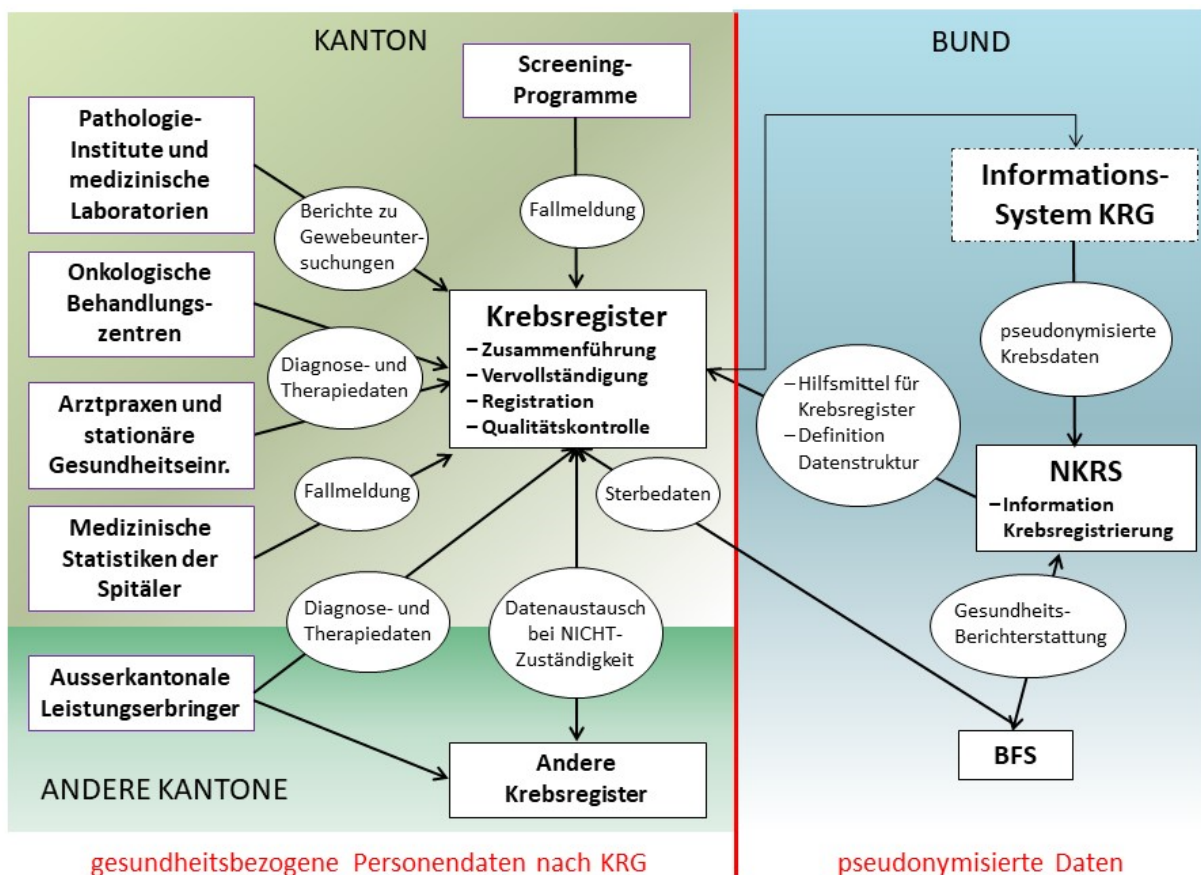 KANTON
BUND
Screening-
Programme
Pathologie-
Institute und
medizinische
Laboratorien
Berichte zu
Gewebeunter-
suchungen
Fallmeldung
Informations-
System KRG
Onkologische
Behandlungs-
zentren
Krebsregister
– Zusammenführung
– Vervollständigung
– Registration
– Qualitätskontrolle
pseudonymisierte
Krebsdaten
Diagnose- und
Therapiedaten
– Hilfsmittel für
Krebsregister
– Definition
Datenstruktur
Arztpraxen und
stationäre
Gesundheitseinr.
NKRS
– Information
Krebsregistrierung
Fallmeldung
Sterbedaten
Medizinische
Statistiken der
Spitäler
Diagnose- und
Therapiedaten
Datenaustausch
bei NICHT-
Zuständigkeit
Gesundheits-
Berichterstattung
Ausserkantonale
Leistungserbringer
BFS
Andere
Krebsregister
ANDERE KANTONE
gesundheitsbezogene Personendaten nach KRG
pseudonymisierte Daten